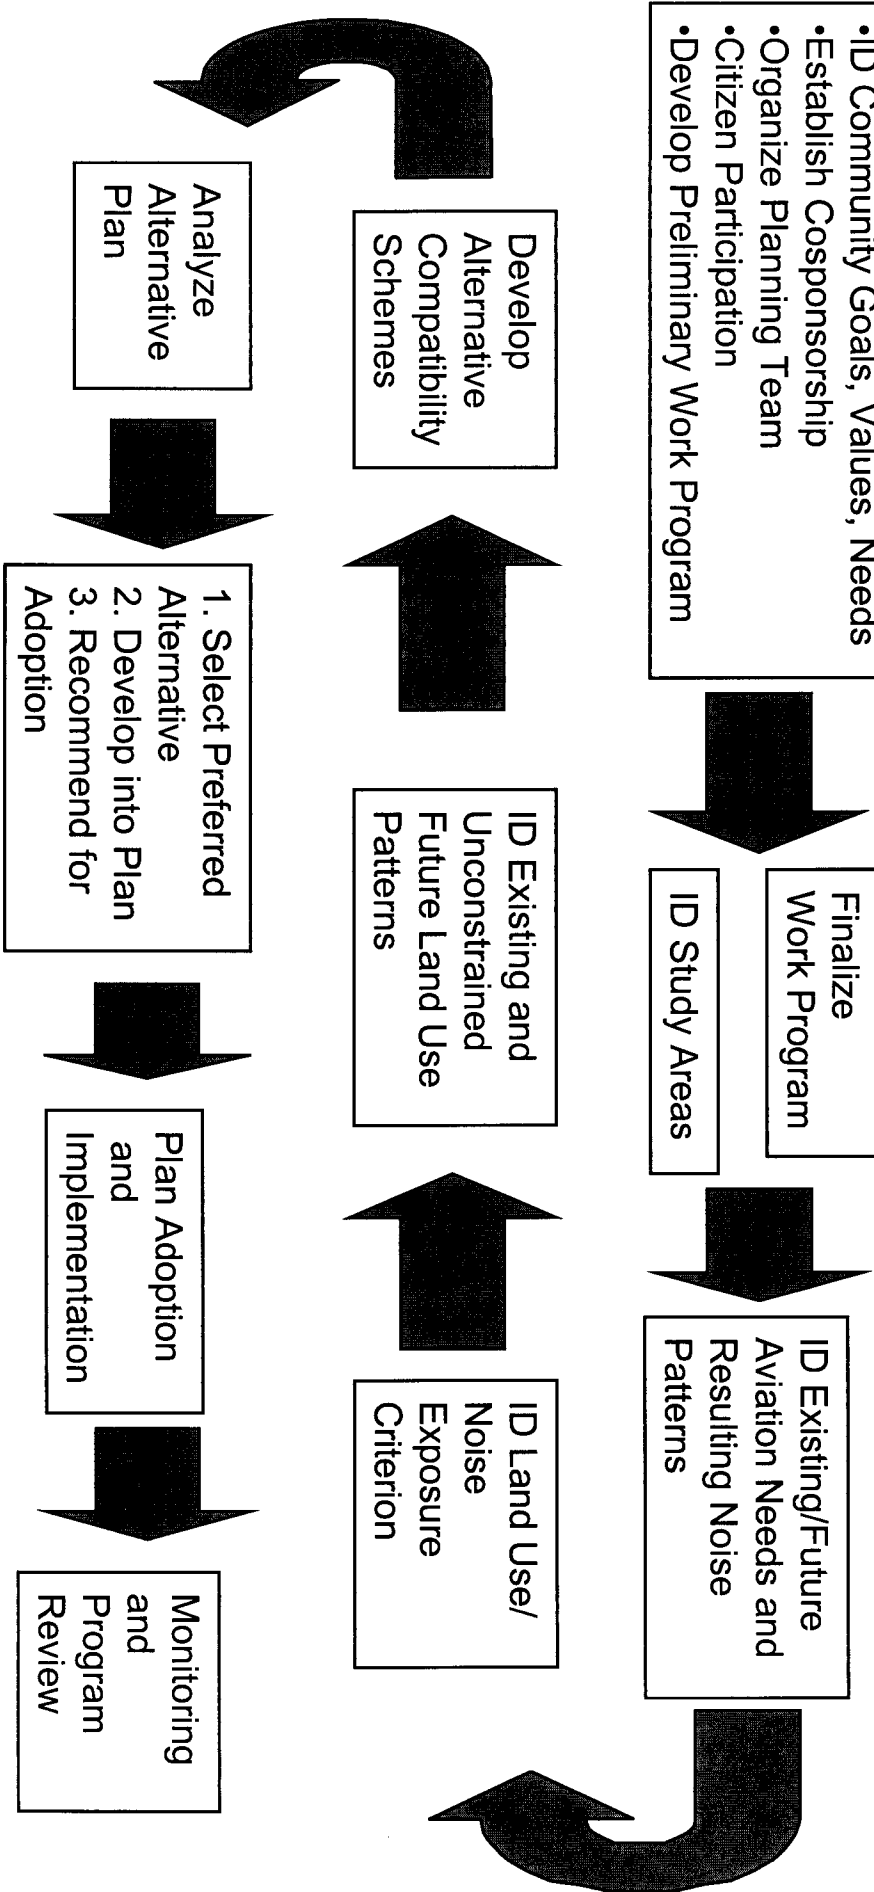 •ID Community Goals, Values, Needs
•Establish Cosponsorship
•Organize Planning Team
•Citizen Participation
•Develop Preliminary Work Program
Finalize
Work Program
ID Study Areas
ID Existing/Future
Aviation Needs and
Resulting Noise
Patterns
ID Land Use/
Noise
Exposure
Criterion
ID Existing and
Unconstrained
Future Land Use
Patterns
Develop
Alternative
Compatibility
Schemes
Analyze
Alternative
Plan
1. Select Preferred
Alternative
2. Develop into Plan
3. Recommend for
Adoption
Plan Adoption
and
Implementation
Monitoring
and
Program
Review